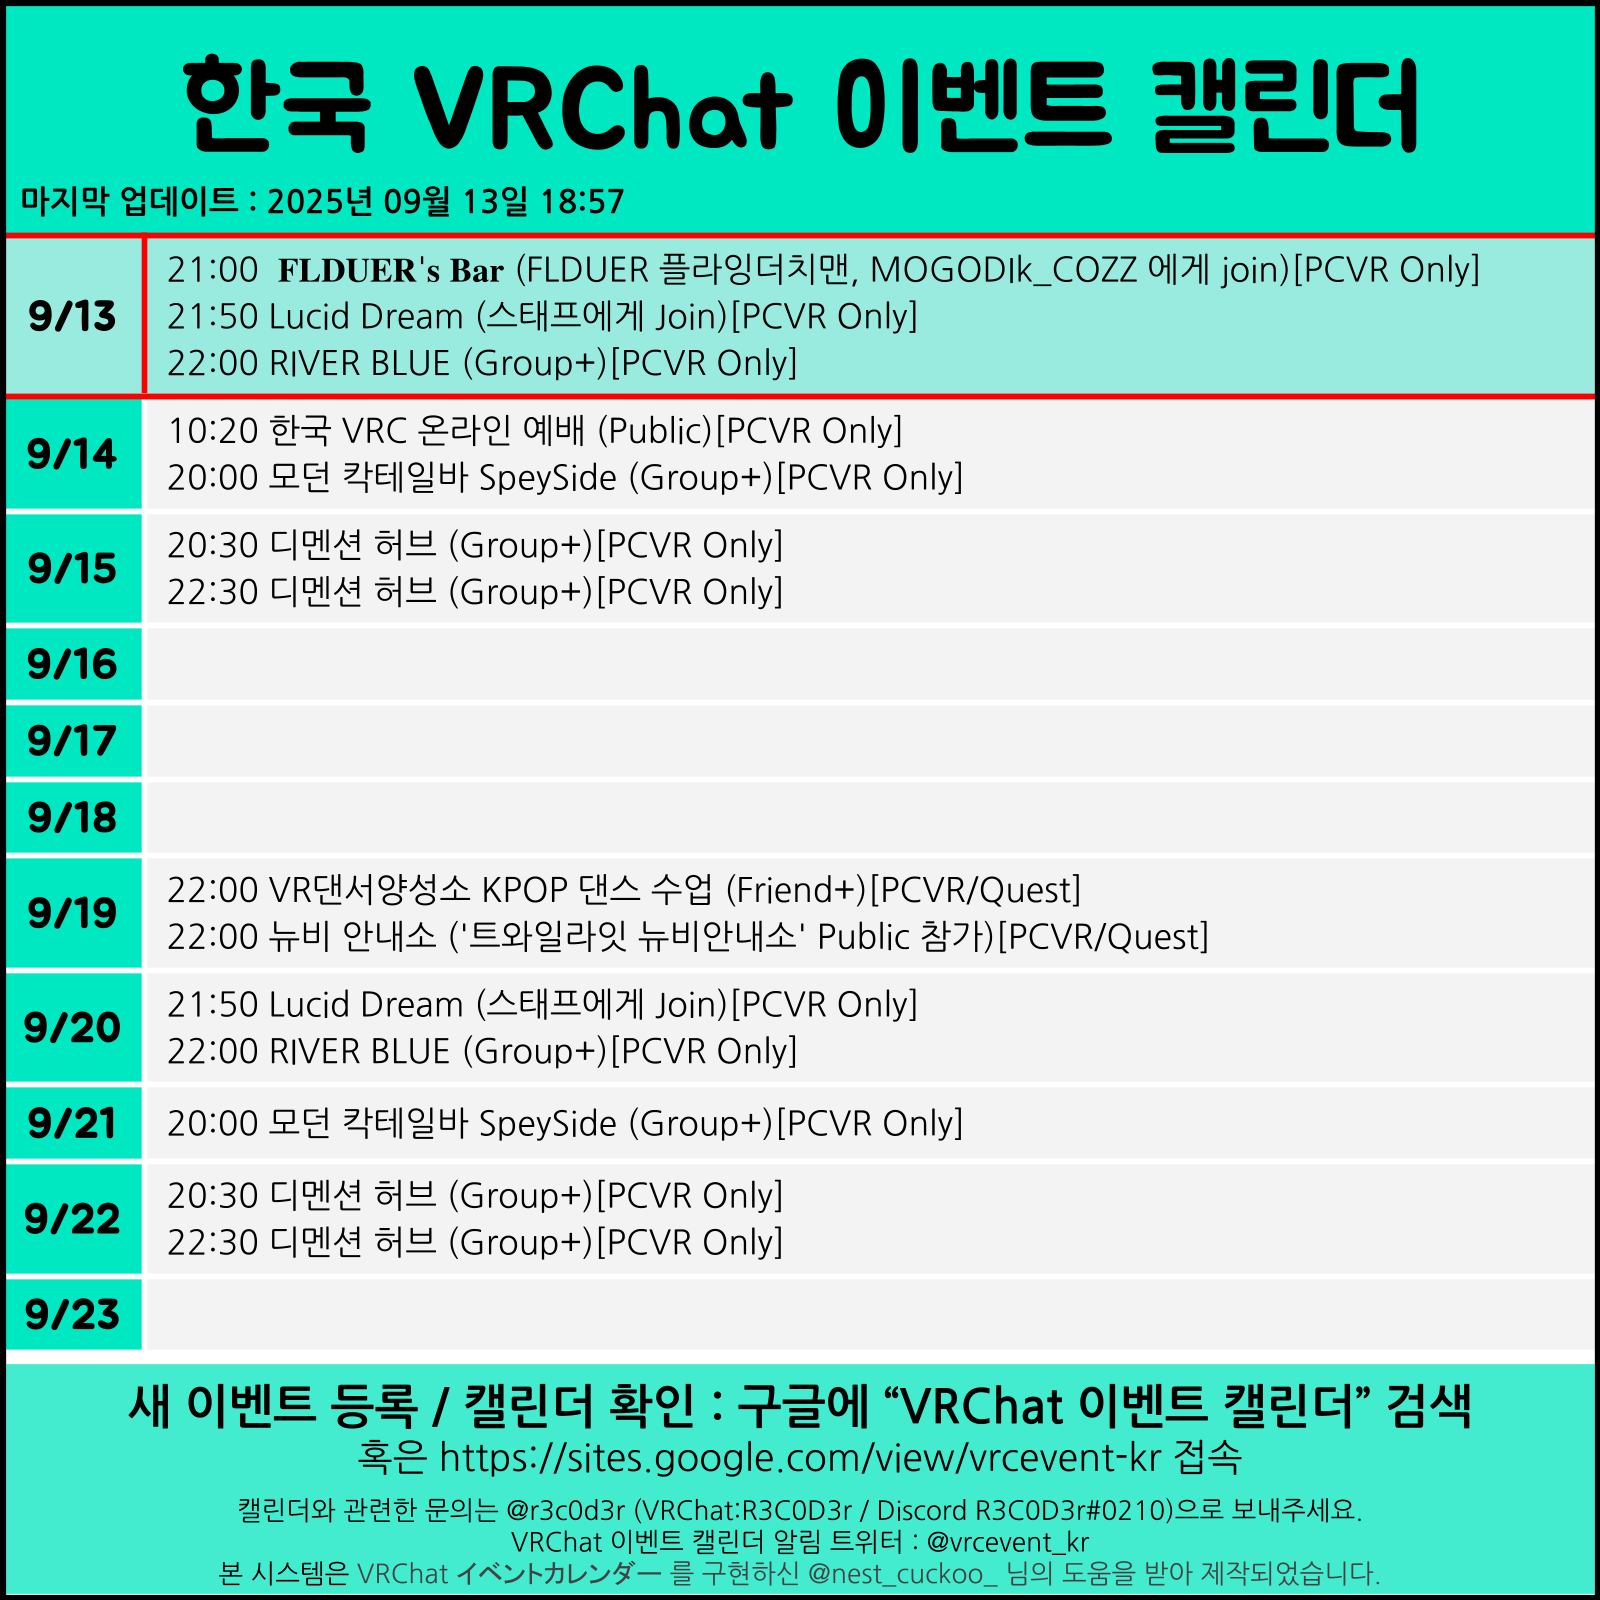 한국 VRChat 이벤트 캘린더
마지막 업데이트 : 2025년 09월 13일 18:57
9/13
21:00 FLDUER's Bar (FLDUER 플라잉더치맨, MOGODIk_COZZ 에게 join)[PCVR Only]
21:50 Lucid Dream (스태프에게 Join)[PCVR Only]
22:00 RIVER BLUE (Group+)[PCVR Only]
9/14
10:20 한국 VRC 온라인 예배 (Public)[PCVR Only]
20:00 모던 칵테일바 SpeySide (Group+)[PCVR Only]
9/15
20:30 디멘션 허브 (Group+)[PCVR Only]
22:30 디멘션 허브 (Group+)[PCVR Only]
9/16
9/17
9/18
9/19
22:00 VR댄서양성소 KPOP 댄스 수업 (Friend+)[PCVR/Quest]
22:00 뉴비 안내소 ('트와일라잇 뉴비안내소' Public 참가)[PCVR/Quest]
9/20
21:50 Lucid Dream (스태프에게 Join)[PCVR Only]
22:00 RIVER BLUE (Group+)[PCVR Only]
9/21
20:00 모던 칵테일바 SpeySide (Group+)[PCVR Only]
9/22
20:30 디멘션 허브 (Group+)[PCVR Only]
22:30 디멘션 허브 (Group+)[PCVR Only]
9/23
새 이벤트 등록 / 캘린더 확인 : 구글에 “VRChat 이벤트 캘린더” 검색
혹은 https://sites.google.com/view/vrcevent-kr 접속
캘린더와 관련한 문의는 @r3c0d3r (VRChat:R3C0D3r / Discord R3C0D3r#0210)으로 보내주세요.
VRChat 이벤트 캘린더 알림 트위터 : @vrcevent_kr
본 시스템은 VRChat イベントカレンダー 를 구현하신 @nest_cuckoo_ 님의 도움을 받아 제작되었습니다.